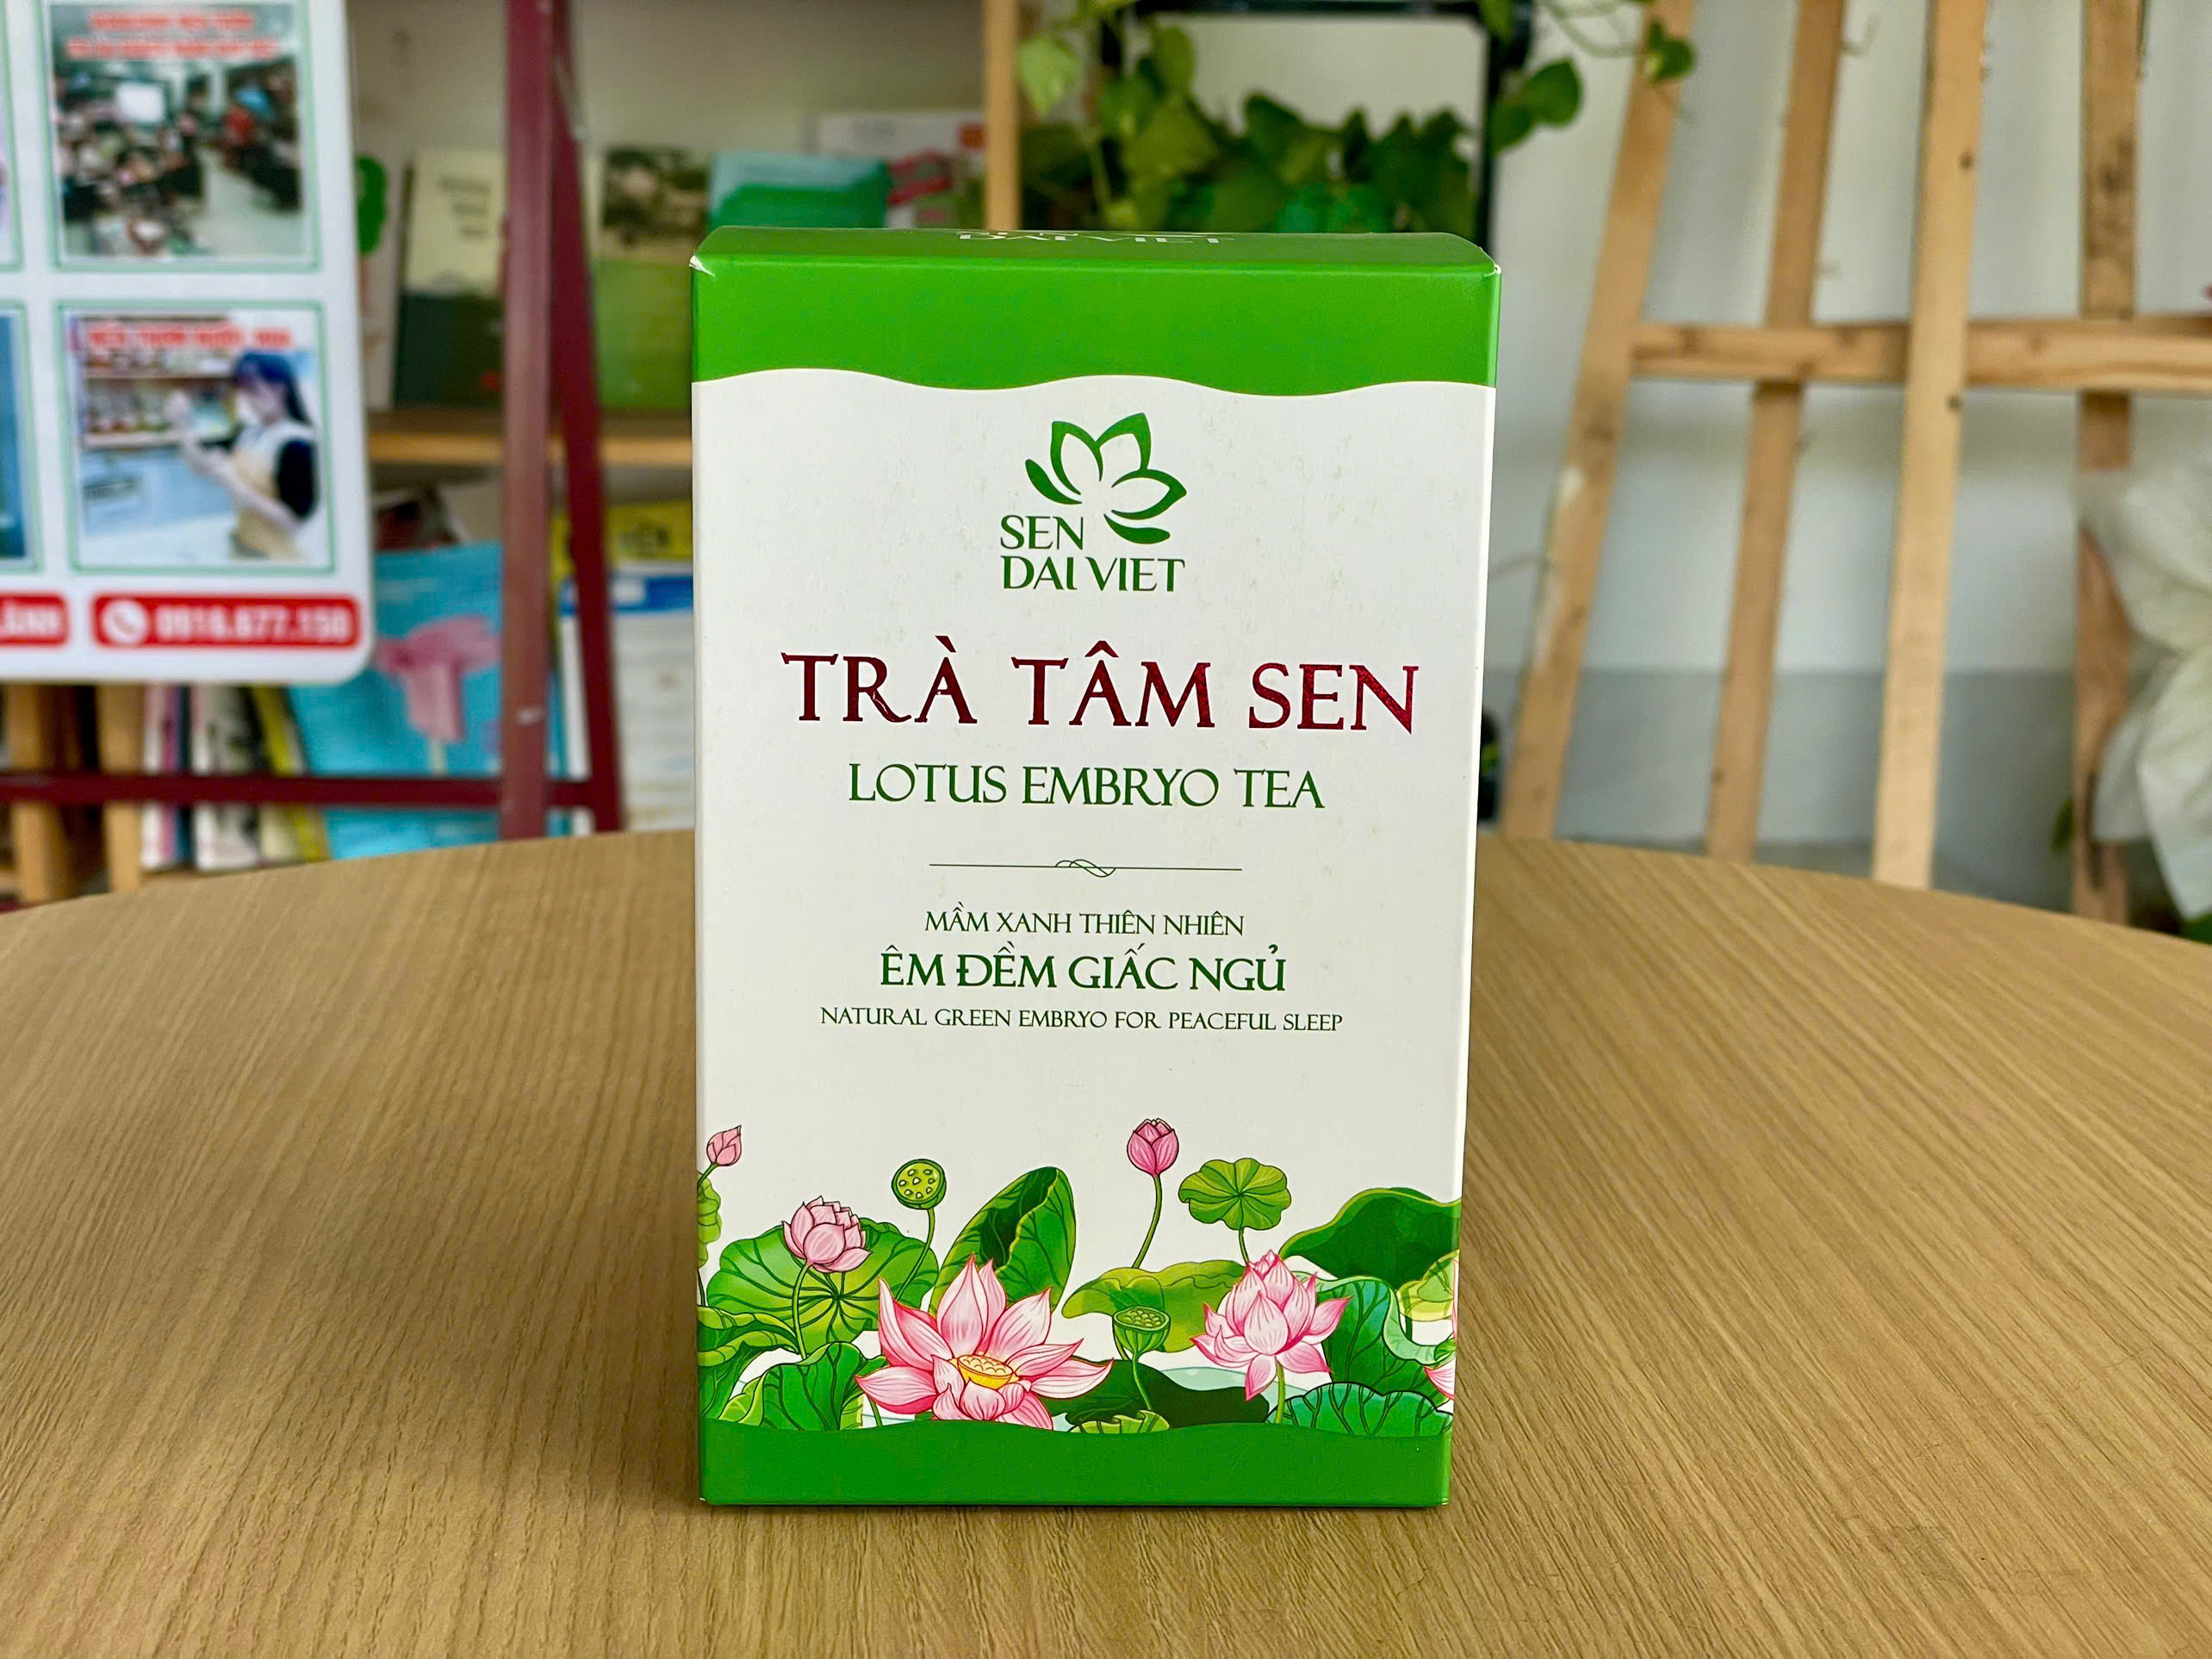 SEN
DAI VIET
TRÀ TÂM SEN
LOTUS EMBRYO TEA
MẦM XANH THIÊN NHIÊN
ÊM ĐỀM GIẤC NGỦ
NATURAL GREEN EMBRYO FOR PEACEFUL SLEEP